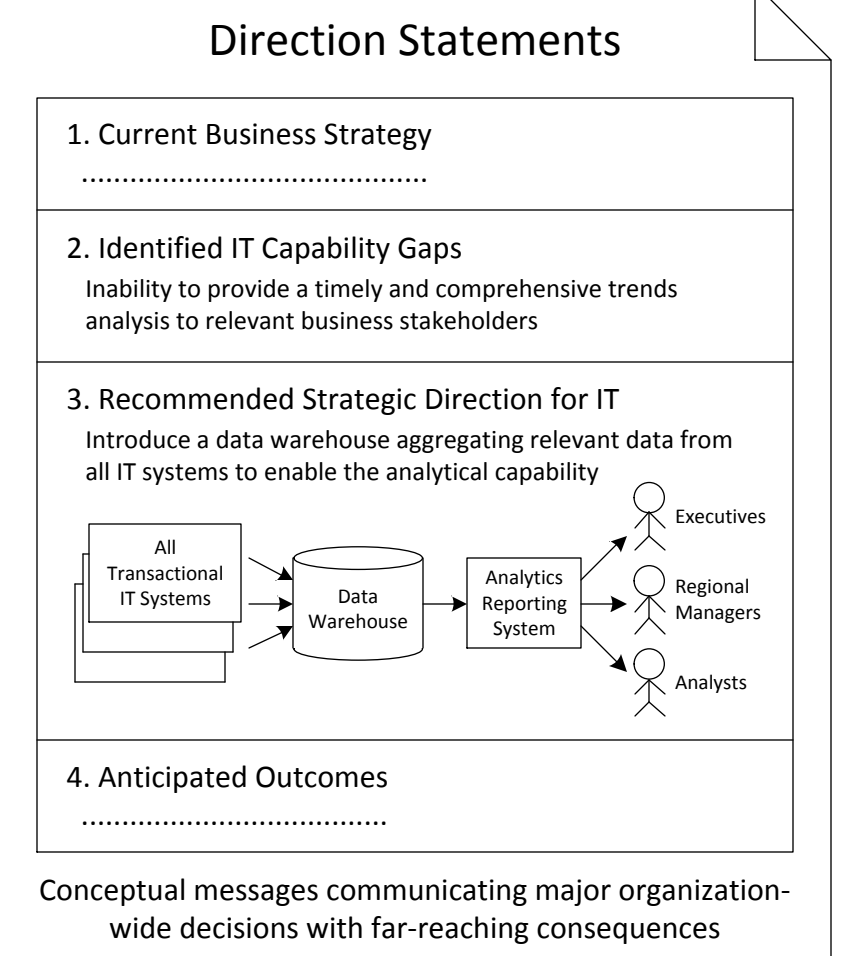 Direction Statements
1. Current Business Strategy
...........................................
2. Identified IT Capability Gaps
Inability to provide a timely and comprehensive trends
analysis to relevant business stakeholders
3. Recommended Strategic Direction for IT
Introduce a data warehouse aggregating relevant data from
all IT systems to enable the analytical capability
All
Transactional
IT Systems
Data
Warehouse
Analytics
Reporting
System
Executives
Regional
Managers
Analysts
4. Anticipated Outcomes
......................................
Conceptual messages communicating major organization-
wide decisions with far-reaching consequences